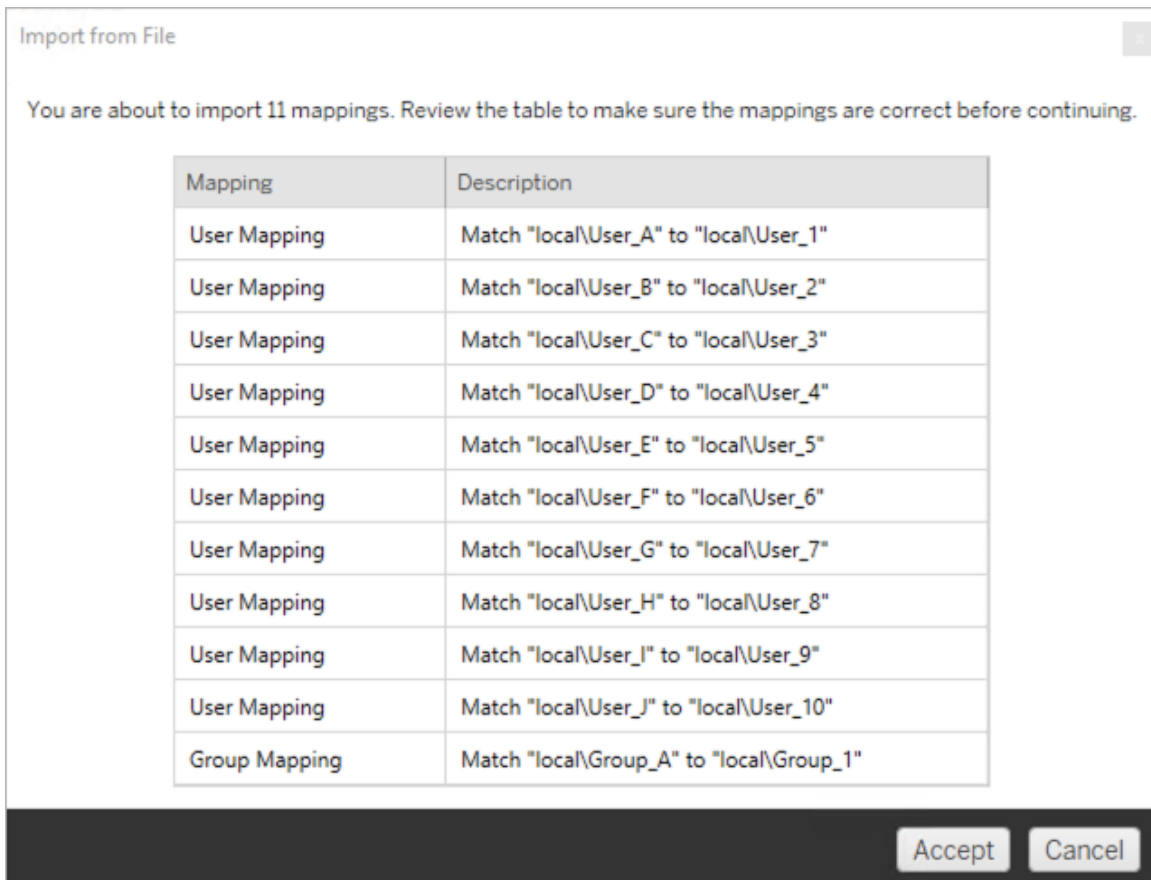 Import from File
x
You are about to import 11 mappings. Review the table to make sure the mappings are correct before continuing.
Mapping Description
User Mapping Match "local\User_A" to "local\User_1"
User Mapping Match "local\User_B" to "local\User_2"
User Mapping Match "local\User_C" to "local\User_3"
User Mapping Match "local\User_D" to "local\User_4"
User Mapping Match "local\User_E" to "local\User_5"
User Mapping Match "local\User_F" to "local\User_6"
User Mapping Match "local\User_G" to "local\User_7"
User Mapping Match "local\User_H" to "local\User_8"
User Mapping Match "local\User_I" to "local\User_9"
User Mapping Match "local\User_J" to "local\User_10"
Group Mapping Match "local\Group_A" to "local\Group_1"
Accept Cancel